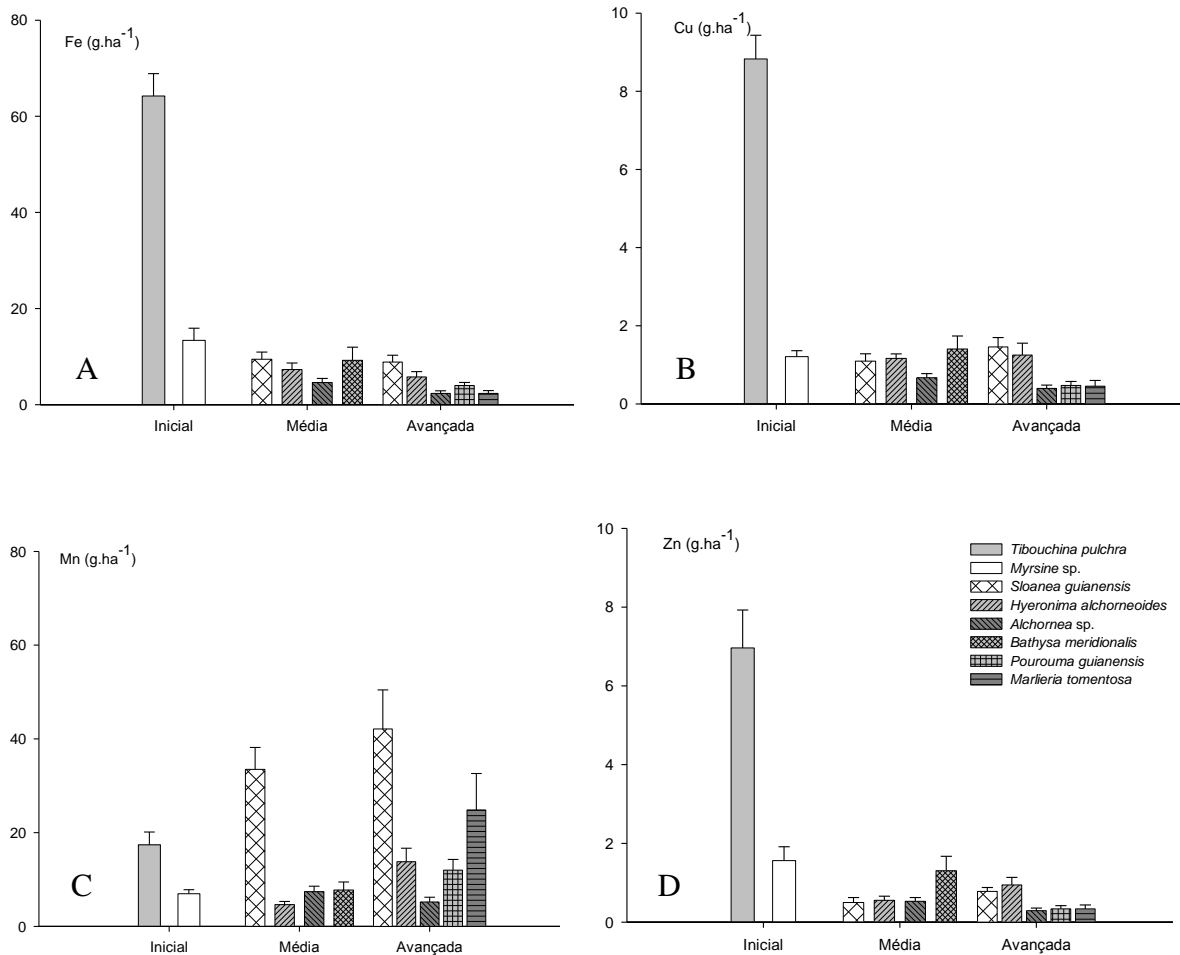 Fe (g.ha-1)
80
60
40
20
0
A
Inicial Média Avançada
Cu (g.ha-1)
10
8
6
4
2
0
B
Inicial Média Avançada
Mn (g.ha-1)
80
60
40
20
0
C
Inicial Média Avançada
Zn (g.ha-1)
10
8
6
4
2
0
D
Inicial Média Avançada
Tibouchina pulchra
Myrsine sp.
Sloanea guianensis
Hyeronima alchorneoides
Alchornea sp.
Bathysa meridionalis
Pourouma guianensis
Marlieria tomentosa